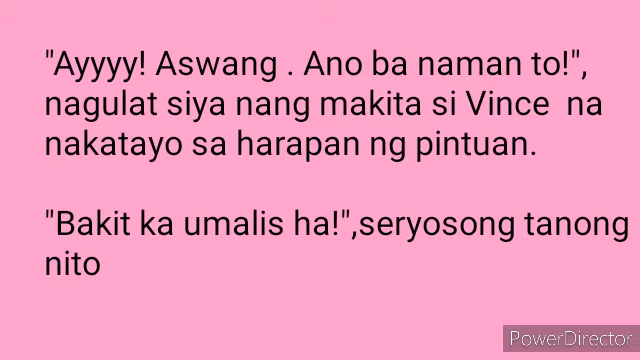 "Ayyyy! Aswang . Ano ba naman to!",
nagulat siya nang makita si Vince  na
nakatayo sa harapan ng pintuan.
"Bakit ka umalis ha!",seryosong tanong
nito
PowerDirector